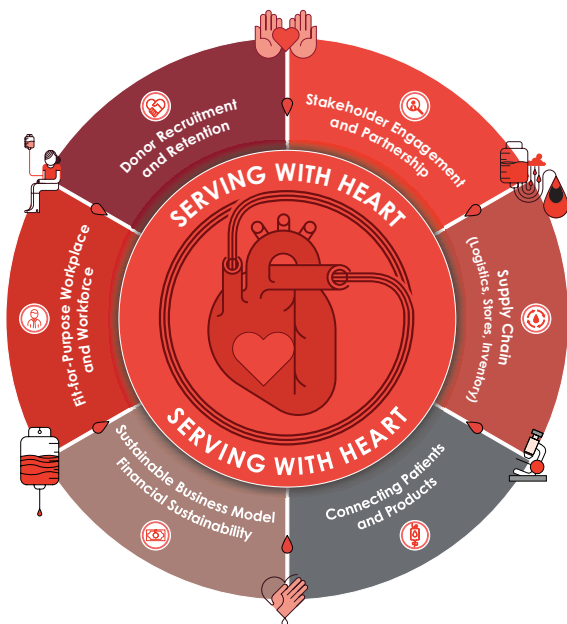 SERVING WITH HEART
Donor Recruitment
and Retention
Stakeholder Engagement
and Partnership
Supply Chain
(Logistics, Stores, Inventory)
Connecting Patients
and Products
Sustainable Business Model
Financial Sustainability
Fit-for-Purpose Workplace
and Workforce
SERVING WITH HEART